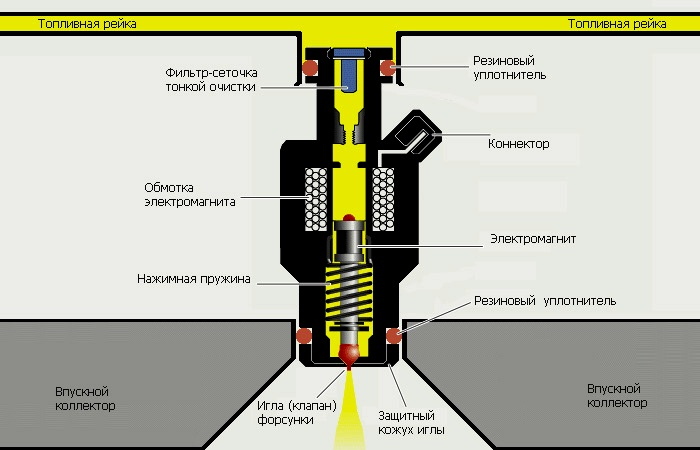 Топливная рейка
Топливная рейка
Фильтр-сеточка
тонкой очистки
Резиновый
уплотнитель
Коннектор
Обмотка
электромагнита
Электромагнит
Нажимная пружина
Резиновый уплотнитель
Впускной
коллектор
Впускной
коллектор
Игла (клапан)
форсунки
Защитный
кожух иглы